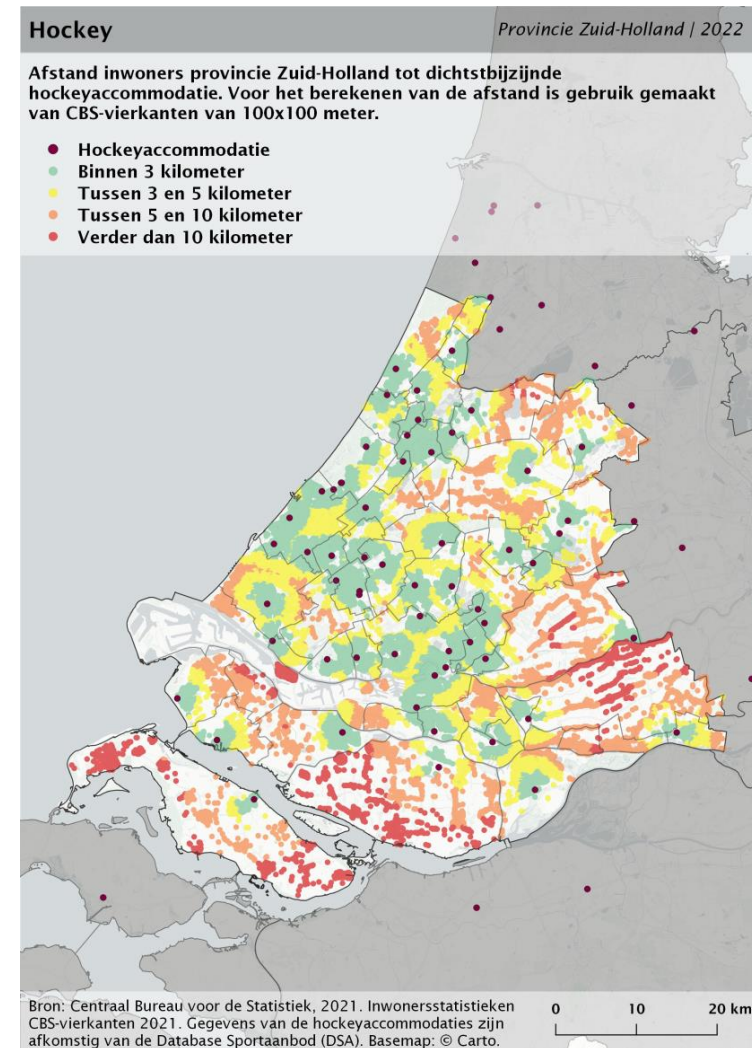 Hockey
Provincie Zuid-Holland | 2022
Afstand inwoners provincie Zuid-Holland tot dichtstbijzijnde
hockeyaccommodatie. Voor het berekenen van de afstand is gebruik gemaakt
van CBS-vierkanten van 100x100 meter.
Hockeyaccommodatie
Binnen 3 kilometer
Tussen 3 en 5 kilometer
Tussen 5 en 10 kilometer
Verder dan 10 kilometer
Bron: Centraal Bureau voor de Statistiek, 2021. Inwonersstatistieken
CBS-vierkanten 2021. Gegevens van de hockeyaccommodaties zijn
afkomstig van de Database Sportaanbod (DSA). Basemap: © Carto.
0 10 20 km